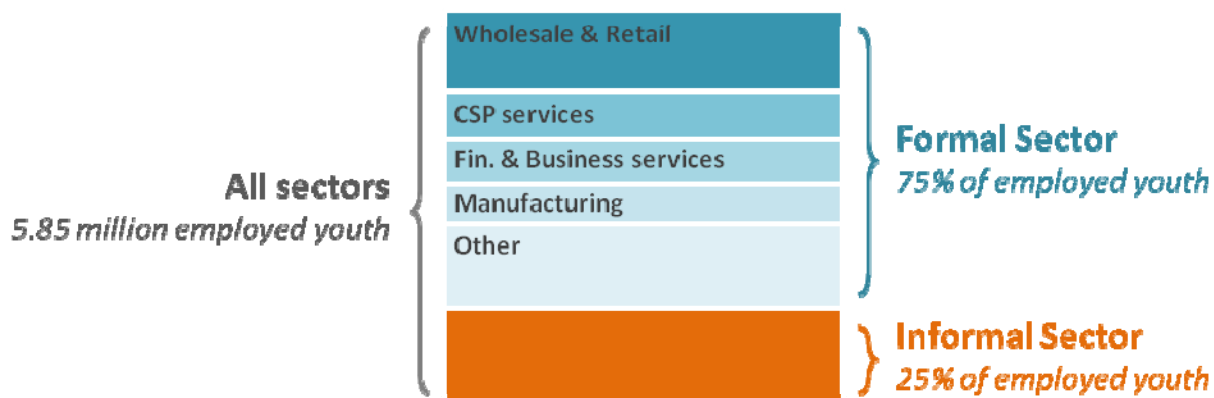 Wholesale & Retail
CSP services
Fin. & Business services
Manufacturing
Other
All sectors
5.85 million employed youth
Formal Sector
75% of employed youth
Informal Sector
25% of employed youth